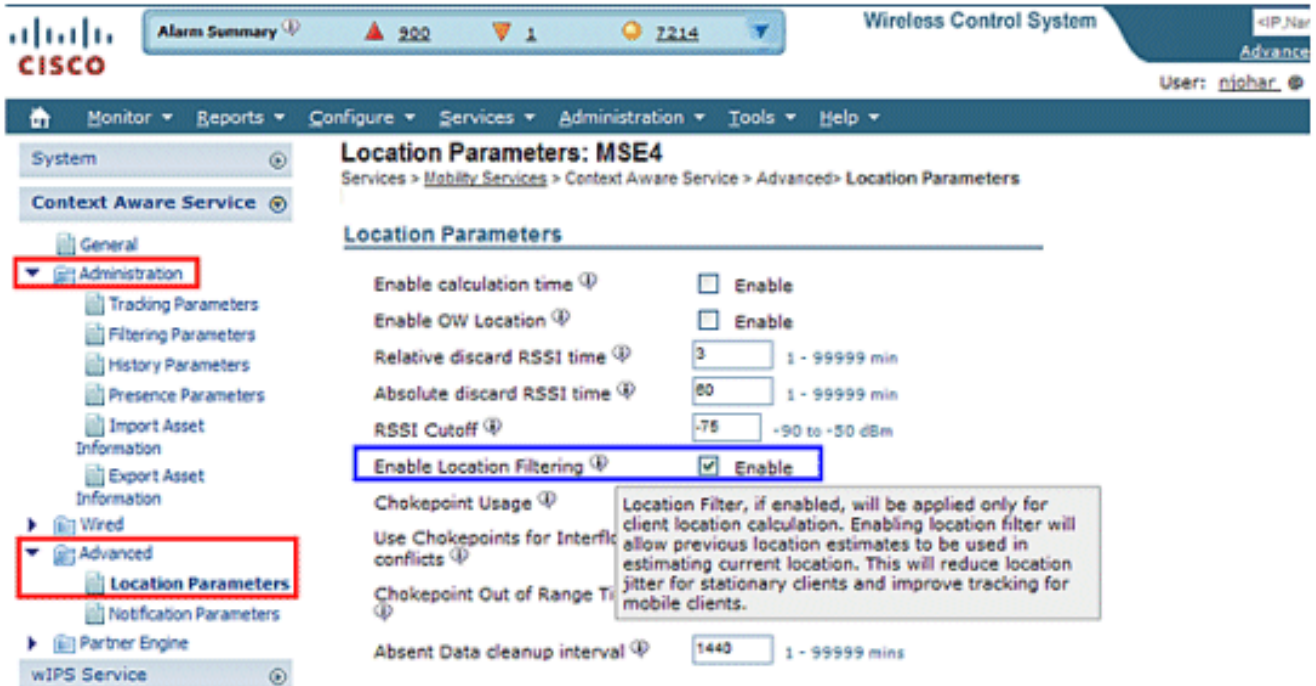 Alarm Summary 900 1 7214
Wireless Control System
<IP,Nar
Advance
CISCO
User: njohar
Monitor Reports Configure Services Administration Tools Help
System
Context Aware Service
General
Administration
Tracking Parameters
Filtering Parameters
History Parameters
Presence Parameters
Import Asset
Information
Export Asset
Information
Wired
Advanced
Location Parameters
Notification Parameters
Partner Engine
wIPS Service
Location Parameters: MSE4
Services > Mobility Services > Context Aware Service > Advanced> Location Parameters
Location Parameters
Enable calculation time Enable
Enable OW Location Enable
Relative discard RSSI time 3 1 - 99999 min
Absolute discard RSSI time 60 1 - 99999 min
RSSI Cutoff -75 -90 to -50 dBm
Enable Location Filtering Enable
Chokepoint Usage
Use Chokepoints for Interflo
conflicts
Chokepoint Out of Range Ti
Location Filter, if enabled, will be applied only for
client location calculation. Enabling location filter will
allow previous location estimates to be used in
estimating current location. This will reduce location
jitter for stationary clients and improve tracking for
mobile clients.
Absent Data cleanup interval 1440 1 - 99999 mins